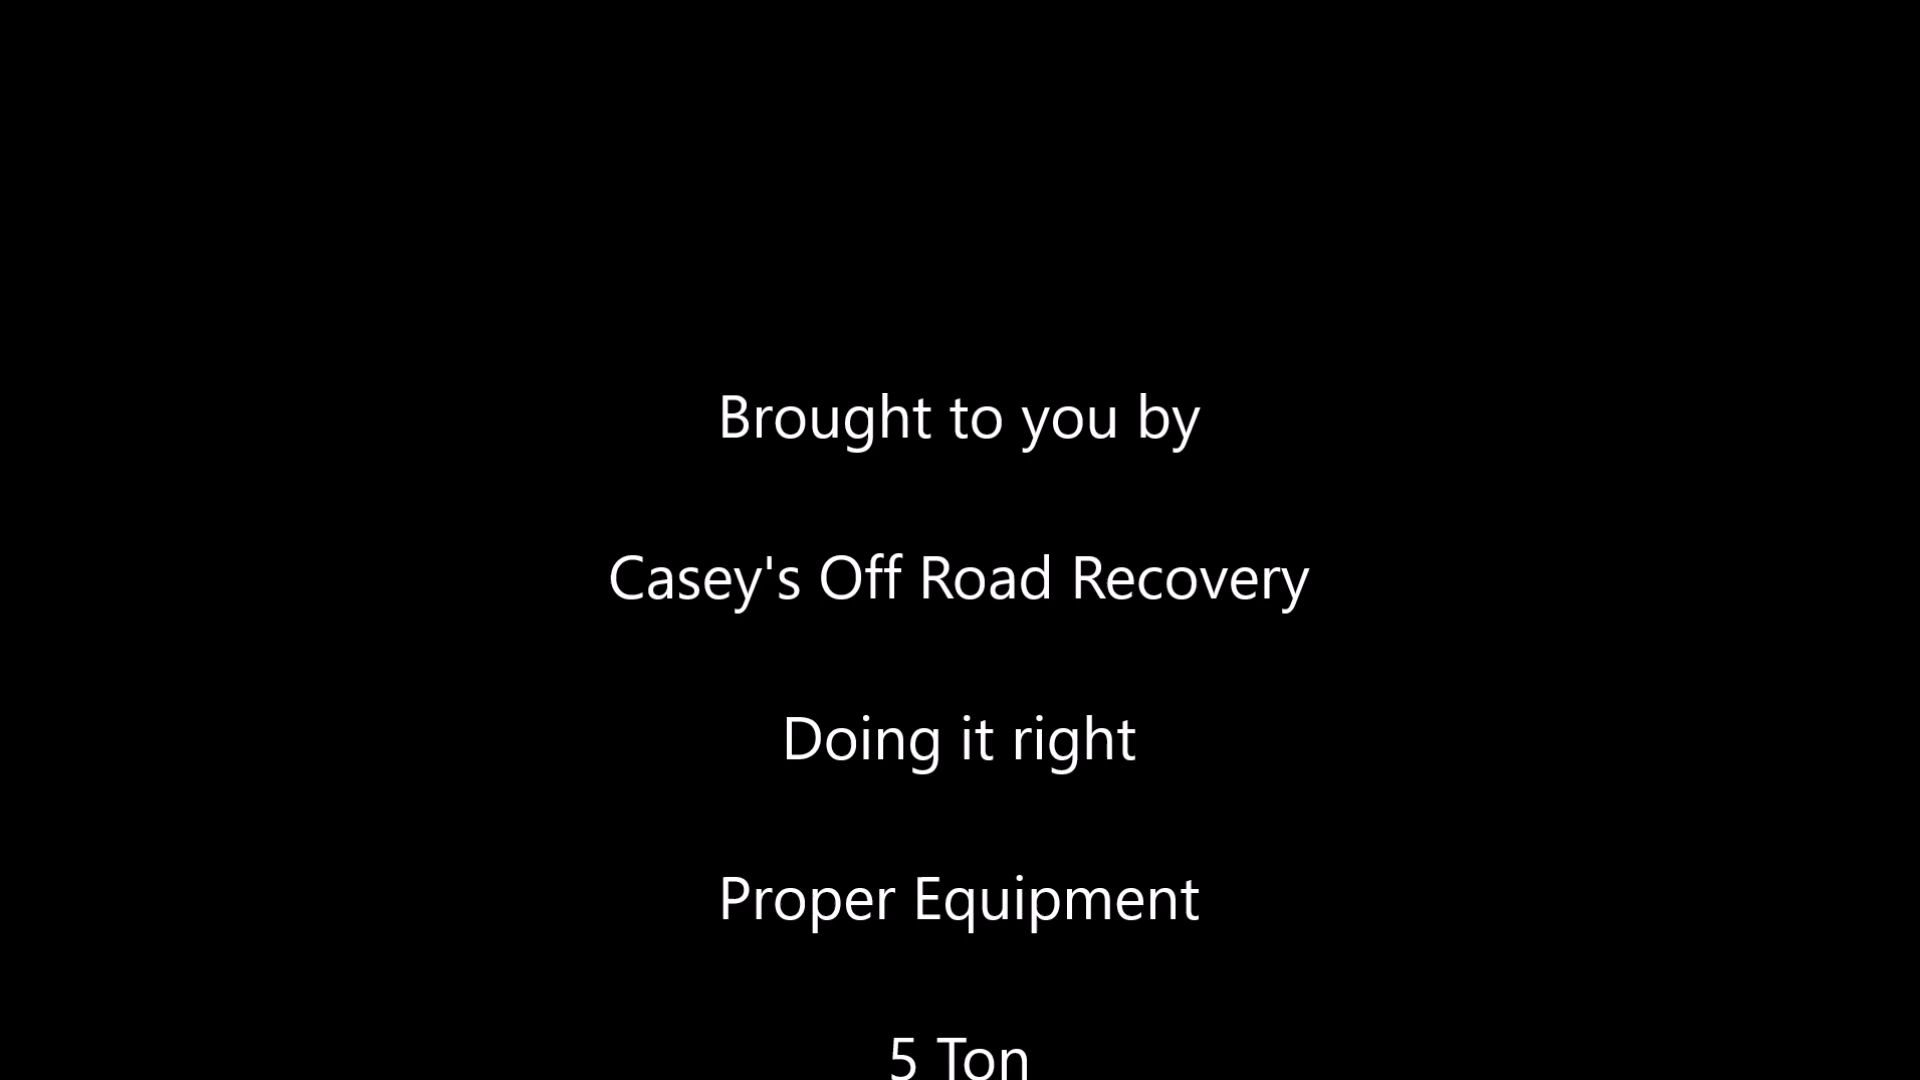 Brought to you by
Casey's Off Road Recovery
Doing it right
Proper Equipment
5 Ton